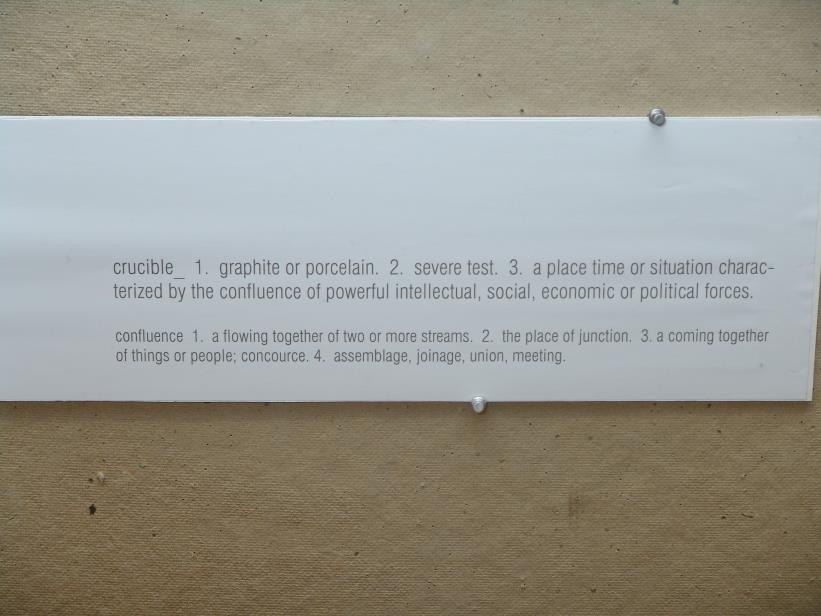 crucible_ 1. graphite or porcelain. 2. severe test. 3. a place time or situation charac-
terized by the confluence of powerful intellectual, social, economic or political forces.
confluence 1. a flowing together of two or more streams. 2. the place of junction. 3. a coming together
of things or people; concource. 4. assemblage, joinage, union, meeting.